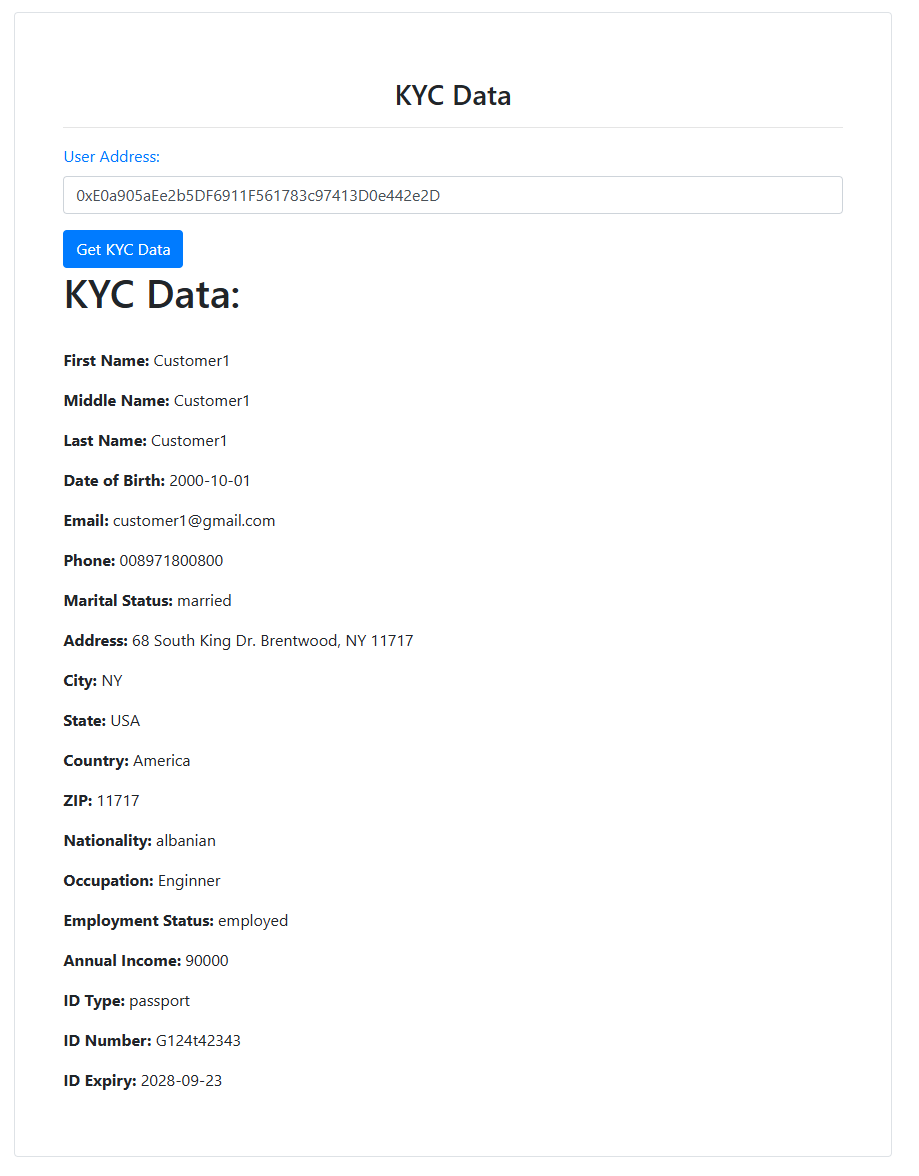 KYC Data
User Address:
0xE0a905aEe2b5DF6911F561783c97413D0e442e2D
Get KYC Data
KYC Data:
First Name: Customer1
Middle Name: Customer1
Last Name: Customer1
Date of Birth: 2000-10-01
Email: customer1@gmail.com
Phone: 008971800800
Marital Status: married
Address: 68 South King Dr. Brentwood, NY 11717
City: NY
State: USA
Country: America
ZIP: 11717
Nationality: albanian
Occupation: Enginner
Employment Status: employed
Annual Income: 90000
ID Type: passport
ID Number: G124t42343
ID Expiry: 2028-09-23